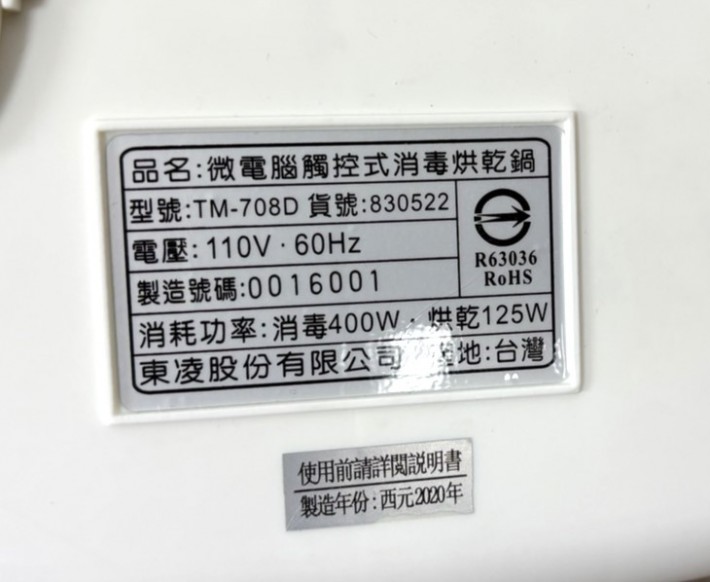 品名:微電腦觸控式消毒烘乾鍋
型號:TM-708D 貨號:830522
電壓: 110V · 60Hz
製造號碼:0016001
R63036
RoHS
消耗功率:消毒400W · 烘乾125W
東凌股份有限公司 地:台灣
使用前請詳閱説明書
製造年份:西元2020年